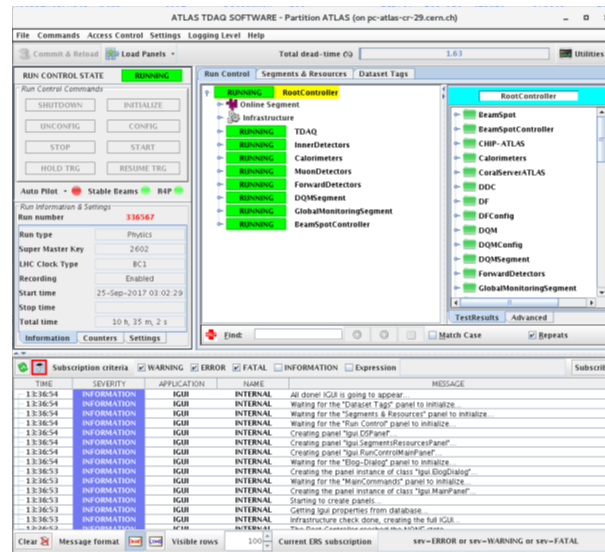 ATLAS TDAQ SOFTWARE - Partition ATLAS (on pc-atlas-cr-29.cern.ch)
File Commands Access Control Settings Logging Level Help
Commit & Reload Load Panels Total dead-time (%) 1.63 Utilities
RUN CONTROL STATE RUNNING
Run Control Commands
SHUTDOWN INITIALIZE
UNCONFIG CONFIG
STOP START
HOLD TRG RESUME TRG
Auto Pilot - Stable Beams R4P
Run Information & Settings
Run number 336567
Run type Physics
Super Master Key 2602
LHC Clock Type BC1
Recording Enabled
Start time 25-Sep-2017 03:02:29
Stop time
Total time 10 h, 35 m, 2 s
Information Counters Settings
Run Control Segments & Resources Dataset Tags
RUNNING RootController
Online Segment
Infrastructure
RUNNING TDAQ
RUNNING InnerDetectors
RUNNING Calorimeters
RUNNING MuonDetectors
RUNNING ForwardDetectors
RUNNING DQMSegment
RUNNING GlobalMonitoringSegment
RUNNING BeamSpotController
RootController
BeamSpot
BeamSpotController
CHIP-ATLAS
Calorimeters
CoralServerATLAS
DDC
DF
DFConfig
DQM
DQMConfig
DQMSegment
ForwardDetectors
GlobalMonitoringSegment
TestResults Advanced
Find: Match Case Repeats
Subscription criteria WARNING ERROR FATAL INFORMATION Expression Subscrib
TIME SEVERITY APPLICATION NAME MESSAGE
13:36:54 INFORMATION IGUI INTERNAL All done! IGUI is going to appear...
13:36:54 INFORMATION IGUI INTERNAL Waiting for the "Dataset Tags" panel to initialize...
13:36:54 INFORMATION IGUI INTERNAL Waiting for the "Segments & Resources" panel to initialize...
13:36:54 INFORMATION IGUI INTERNAL Waiting for the "Run Control" panel to initialize...
13:36:54 INFORMATION IGUI INTERNAL Creating panel "Igui.DSPanel"...
13:36:54 INFORMATION IGUI INTERNAL Creating panel "Igui.SegmentsResourcesPanel"...
13:36:54 INFORMATION IGUI INTERNAL Creating panel "Igui.RunControlMainPanel"...
13:36:54 INFORMATION IGUI INTERNAL Waiting for the "Elog-Dialog" panel to initialize...
13:36:53 INFORMATION IGUI INTERNAL Creating the panel instance of class "Igui.ElogDialog"...
13:36:53 INFORMATION IGUI INTERNAL Waiting for the "MainCommands" panel to initialize...
13:36:53 INFORMATION IGUI INTERNAL Creating the panel instance of class "Igui.MainPanel"...
13:36:53 INFORMATION IGUI INTERNAL Starting to create panels...
13:36:53 INFORMATION IGUI INTERNAL Getting Igui properties from database...
13:36:53 INFORMATION IGUI INTERNAL Infrastructure check done, creating the full IGUI...
Clear Message format Visible rows 100 Current ERS subscription sev=ERROR or sev=WARNING or sev=FATAL